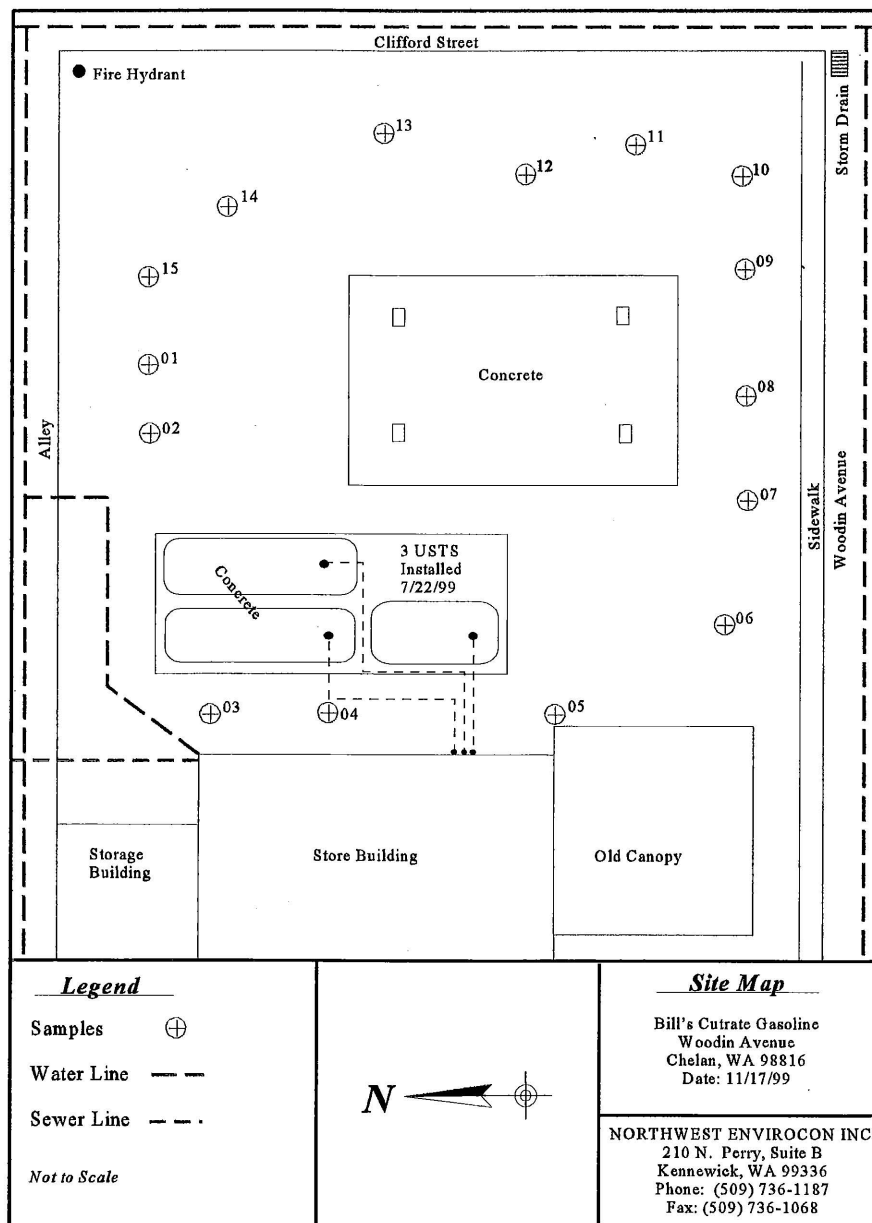 Clifford Street
Fire Hydrant
Storm Drain
13
11
12
10
14
09
15
01
Concrete
08
02
Alley
07
Sidewalk
Woodin Avenue
3 USTS
Installed
7/22/99
Concrete
06
03
04
05
Storage
Building
Store Building
Old Canopy
Legend
Samples
Water Line
Sewer Line
Not to Scale
N
Site Map
Bill's Cutrate Gasoline
Woodin Avenue
Chelan, WA 98816
Date: 11/17/99
NORTHWEST ENVIROCON INC
210 N. Perry, Suite B
Kennewick, WA 99336
Phone: (509) 736-1187
Fax: (509) 736-1068